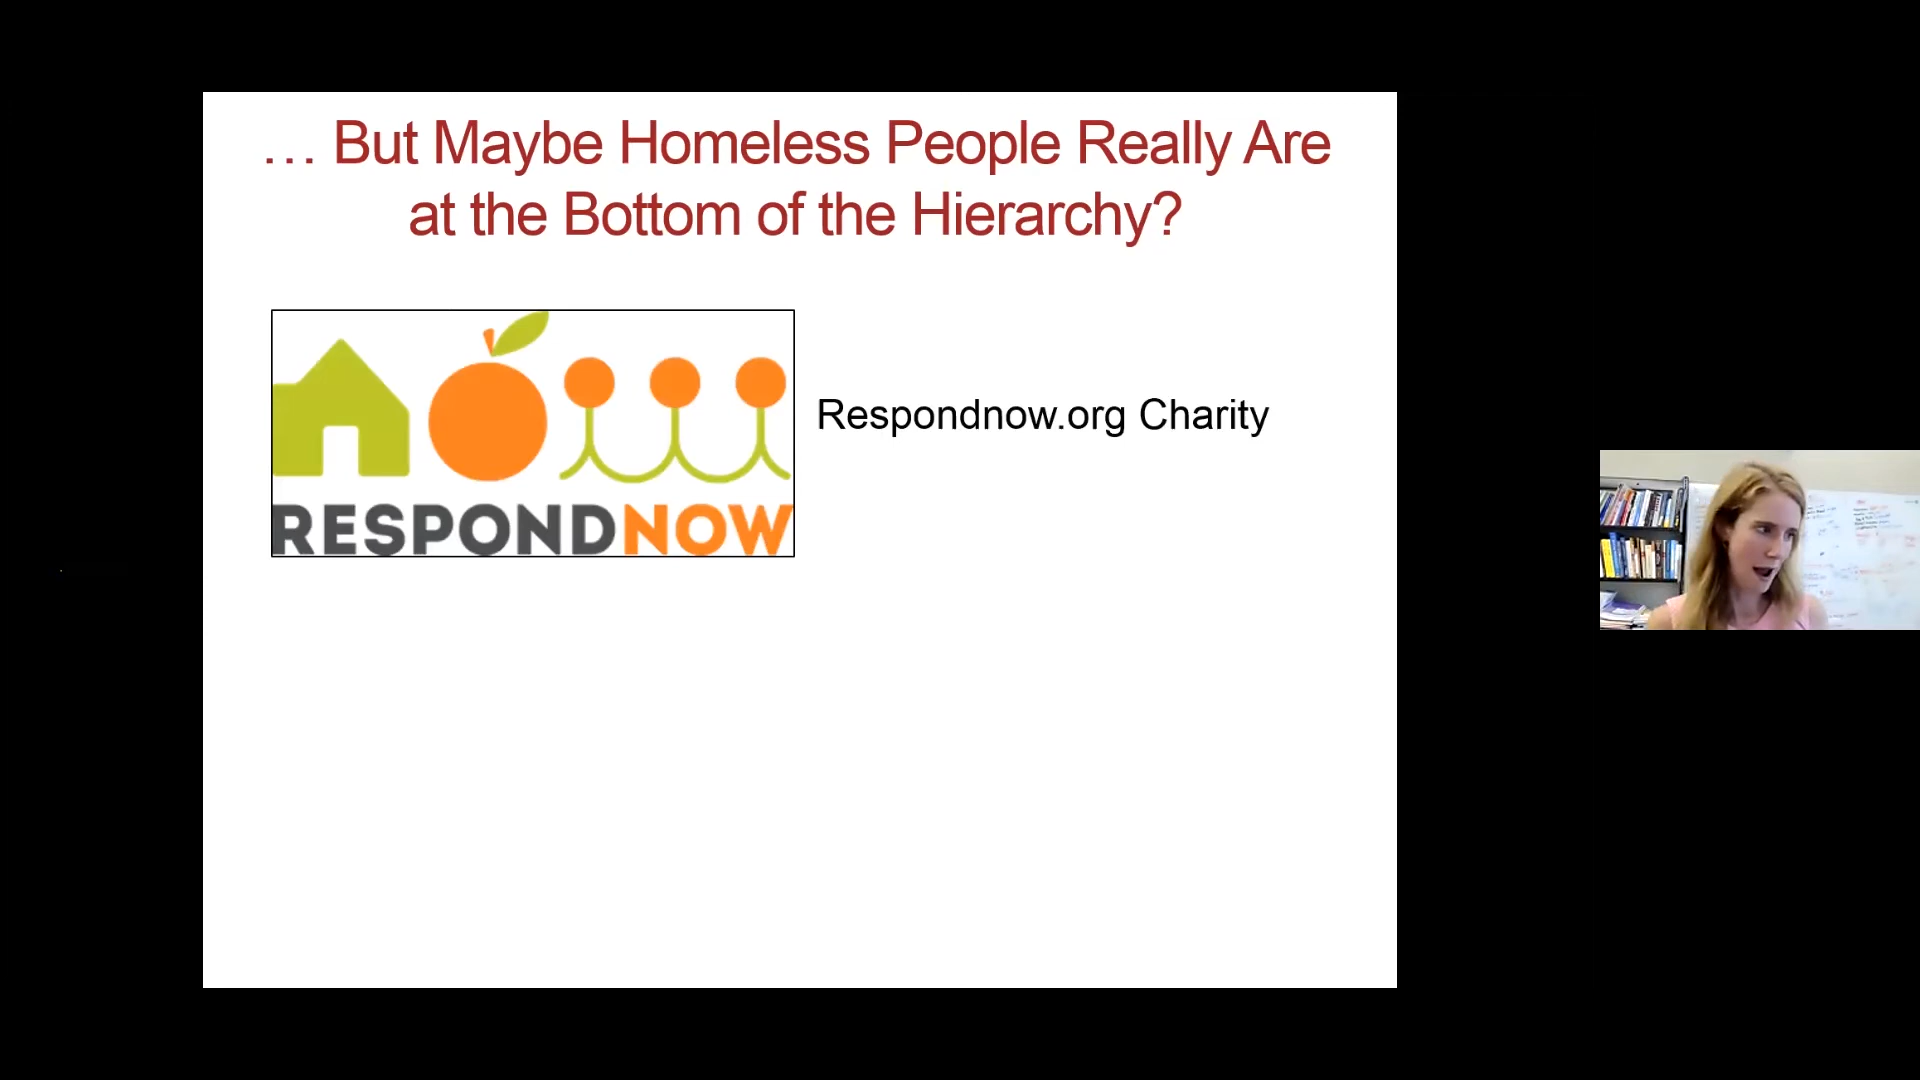 … But Maybe Homeless People Really Are
at the Bottom of the Hierarchy?
RESPONDNOW
Respondnow.org Charity